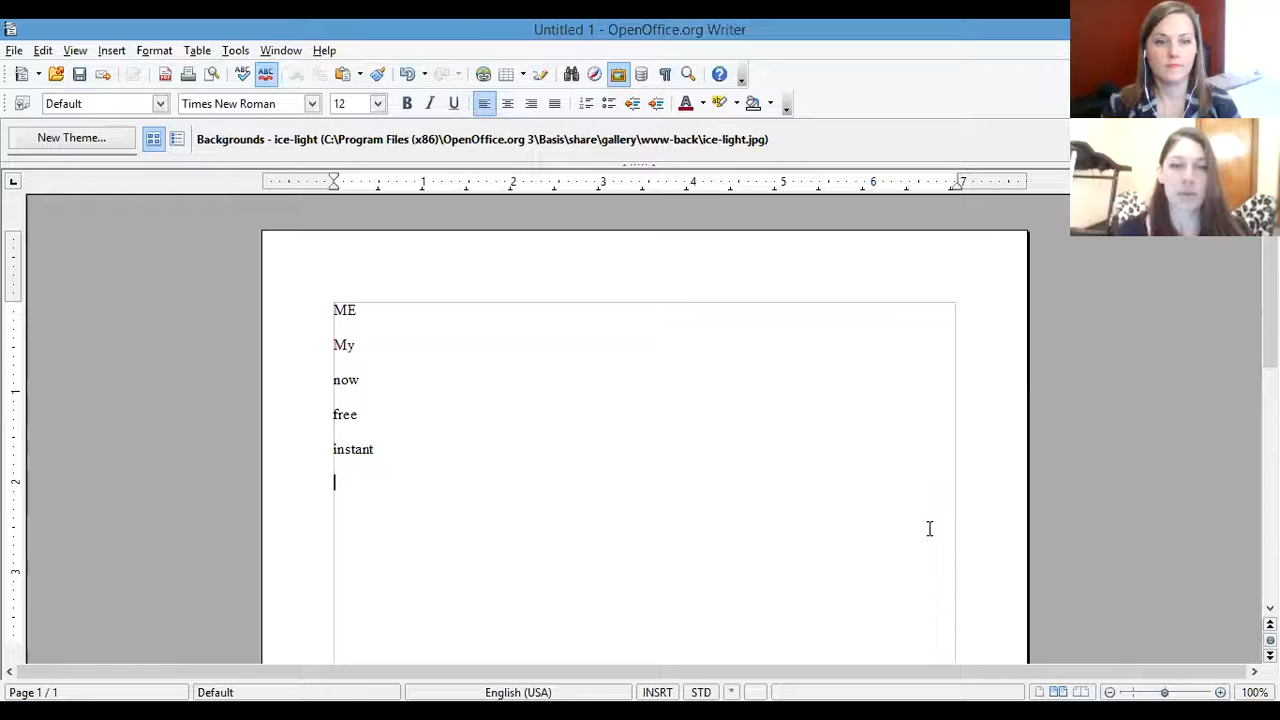 Untitled 1 - OpenOffice.org Writer
File Edit View Insert Format Table Tools Window Help
Default Times New Roman 12 B I U
New Theme... Backgrounds - ice-light (C:\Program Files (x86)\OpenOffice.org 3\Basis\share\gallery\www-back\ice-light.jpg)
1 2 3 4 5 6 7
ME
My
now
free
instant
1
2
3
Page 1 / 1 Default English (USA) INSRT STD * 100%